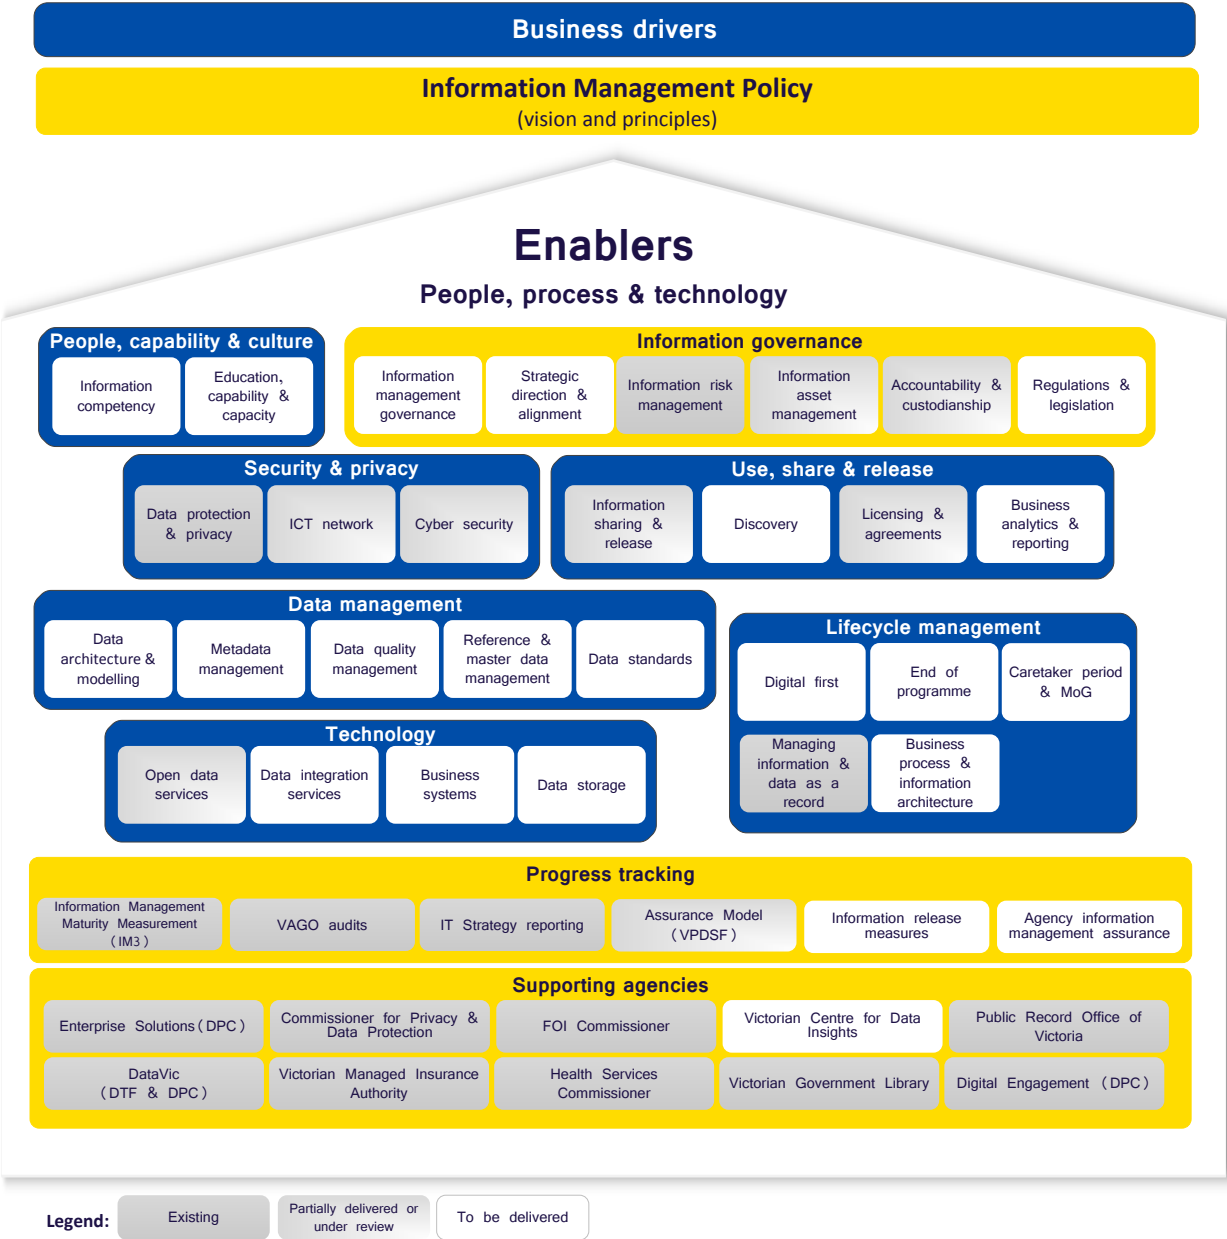 Business drivers
Information Management Policy
(vision and principles)
Enablers
People, process & technology
People, capability & culture
Information
competency
Education,
capability &
capacity
Information governance
Information
management
governance
Strategic
direction &
alignment
Information risk
management
Information
asset
management
Accountability &
custodianship
Regulations &
legislation
Security & privacy
Data protection
& privacy
ICT network
Cyber security
Use, share & release
Information
sharing &
release
Discovery
Licensing &
agreements
Business
analytics &
reporting
Data management
Data
architecture &
modelling
Metadata
management
Data quality
management
Reference &
master data
management
Data standards
Lifecycle management
Digital first
End of
programme
Caretaker period
& MoG
Managing
information &
data as a
record
Business
process &
information
architecture
Technology
Open data
services
Data integration
services
Business
systems
Data storage
Progress tracking
Information Management
Maturity Measurement
(IM3)
VAGO audits
IT Strategy reporting
Assurance Model
(VPDSF)
Information release
measures
Agency information
management assurance
Supporting agencies
Enterprise Solutions (DPC)
Commissioner for Privacy &
Data Protection
FOI Commissioner
Victorian Centre for Data
Insights
Public Record Office of
Victoria
DataVic
(DTF & DPC)
Victorian Managed Insurance
Authority
Health Services
Commissioner
Victorian Government Library
Digital Engagement (DPC)
Legend:
Existing
Partially delivered or
under review
To be delivered